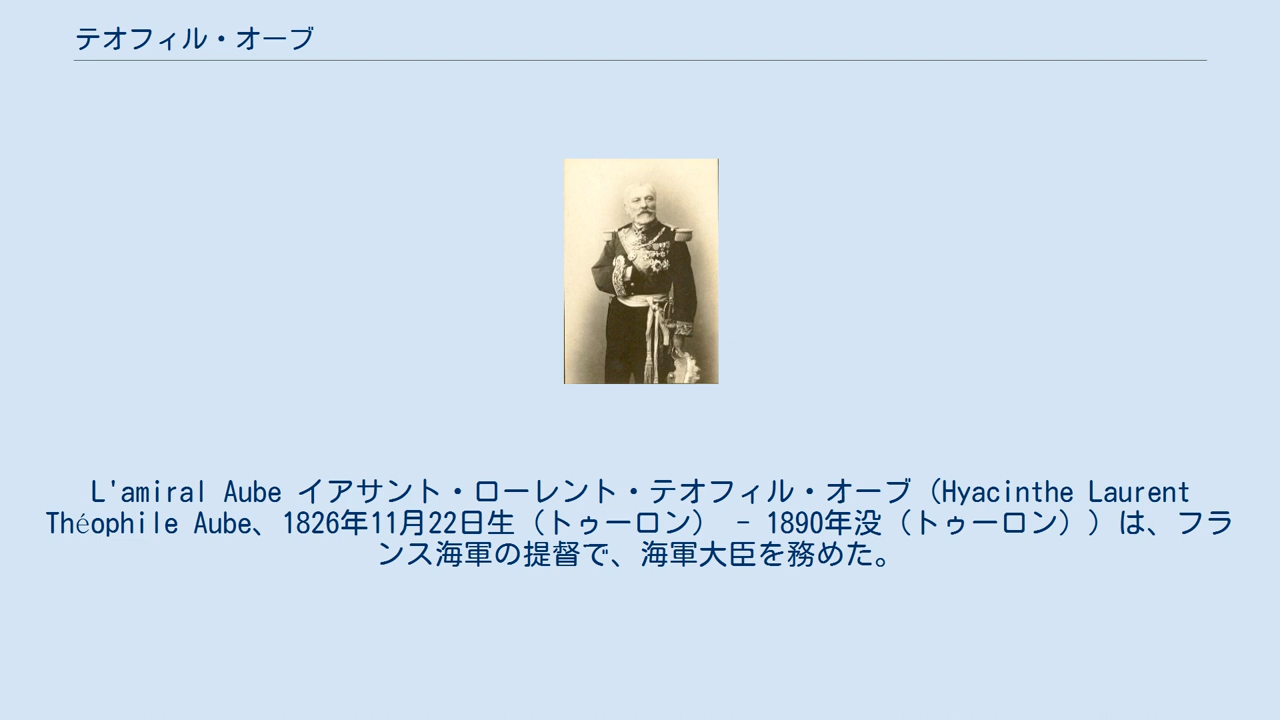 テオフィル・オーブ
L'amiral Aube イアサント・ローレント・テオフィル・オーブ（Hyacinthe Laurent
Théophile Aube、1826年11月22日生（トゥーロン） - 1890年没（トゥーロン））は、フラ
ンス海軍の提督で、海軍大臣を務めた。